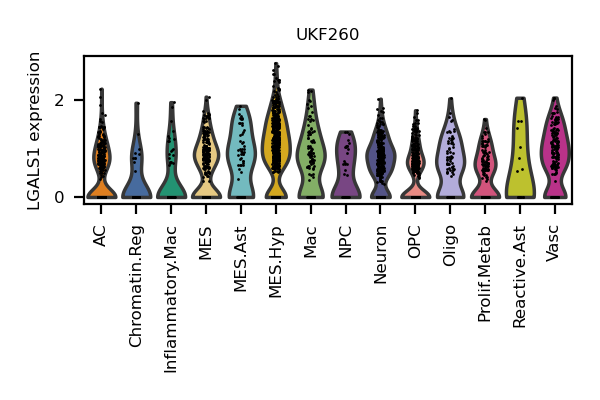 UKF260
LGALS1 expression
2
0
AC
Chromatin.Reg
Inflammatory.Mac
MES
MES.Ast
MES.Hyp
Mac
NPC
Neuron
OPC
Oligo
Prolif.Metab
Reactive.Ast
Vasc